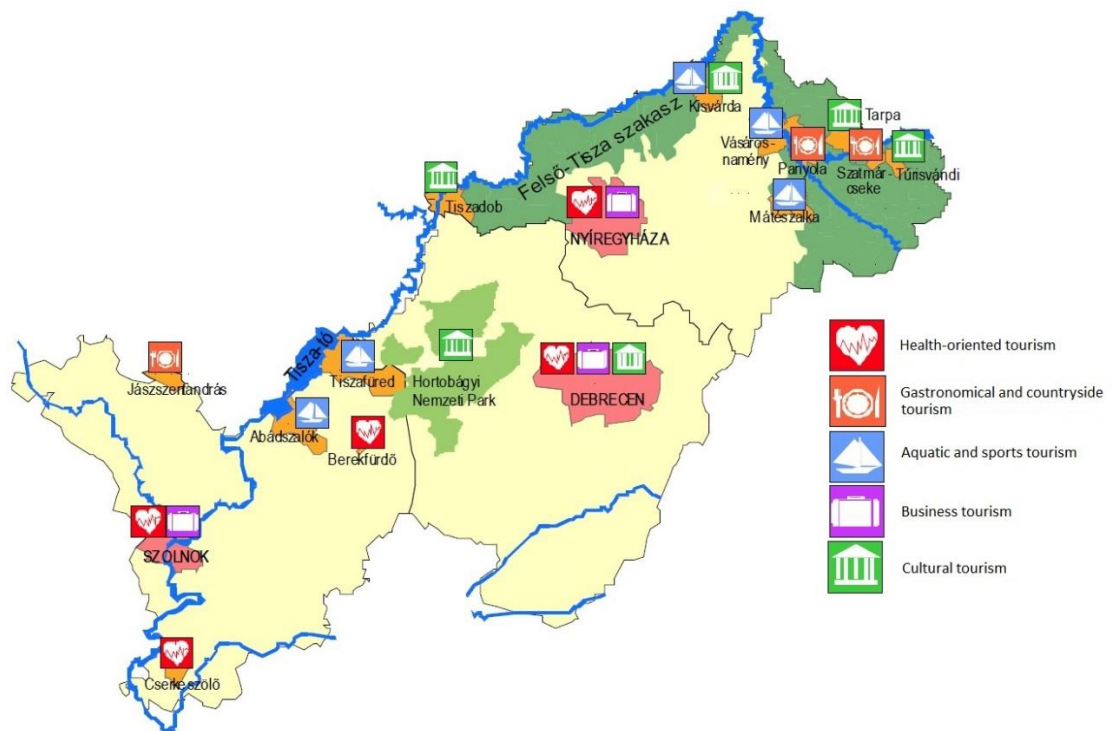 Kisvárda
Felső-Tisza szakasz
Tarpa
Vásáros-
namény
Panyola
Szatmár-
cseke
Túrisvándi
Tiszadob
Mátészalka
NYÍREGYHÁZA
Tisza-tó
Jászszentandrás
Tiszafüred
Hortobágyi
Nemzeti Park
DEBRECEN
Abádszalók
Berekfürdő
SZOLNOK
Cserkeszőlő
Health-oriented tourism
Gastronomical and countryside
tourism
Aquatic and sports tourism
Business tourism
Cultural tourism